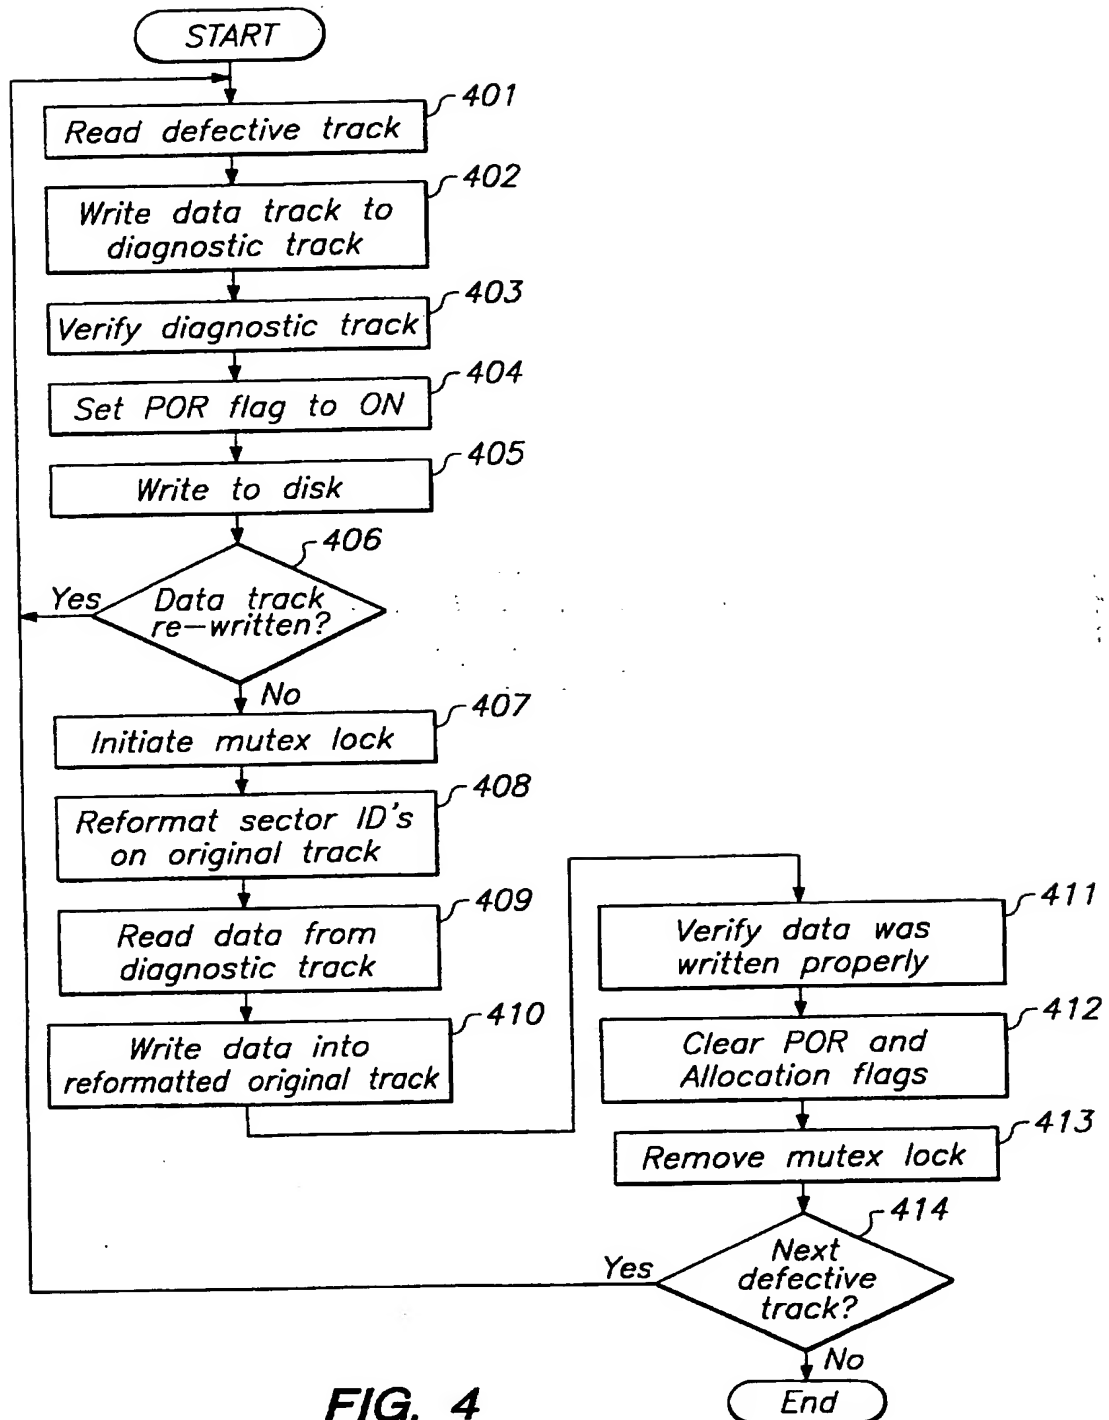 START
401
Read defective track
402
Write data track to
diagnostic track
403
Verify diagnostic track
404
Set POR flag to ON
405
Write to disk
406
Yes
Data track
re-written?
No
407
Initiate mutex lock
408
Reformat sector ID's
on original track
409
Read data from
diagnostic track
410
Write data into
reformatted original track
411
Verify data was
written properly
412
Clear POR and
Allocation flags
413
Remove mutex lock
414
Yes
Next
defective
track?
No
End
FIG. 4